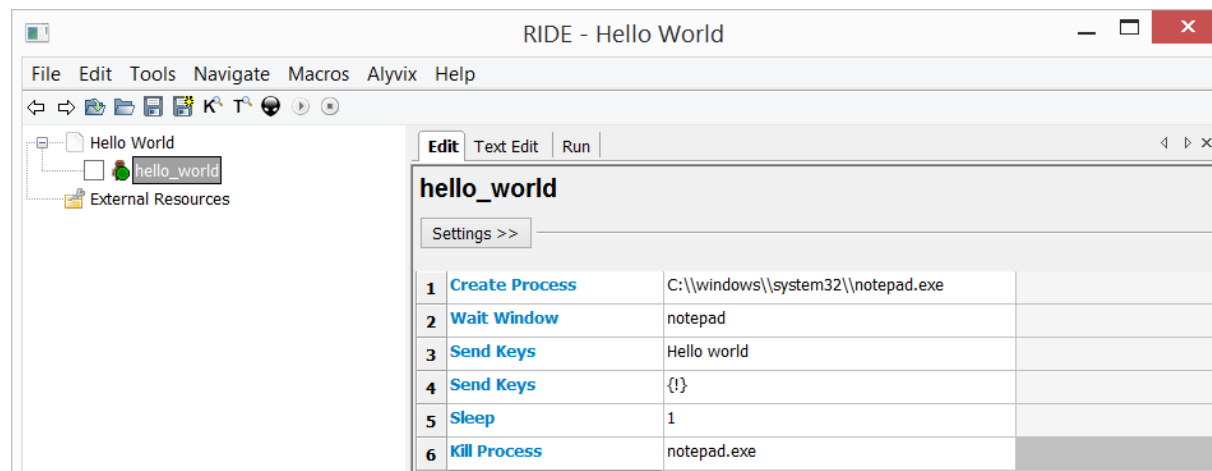 RIDE - Hello World
File Edit Tools Navigate Macros Alyvix Help
Hello World
hello_world
External Resources
Edit Text Edit Run
hello_world
Settings >>
1 Create Process C:\\windows\\system32\\notepad.exe
2 Wait Window notepad
3 Send Keys Hello world
4 Send Keys {!}
5 Sleep 1
6 Kill Process notepad.exe